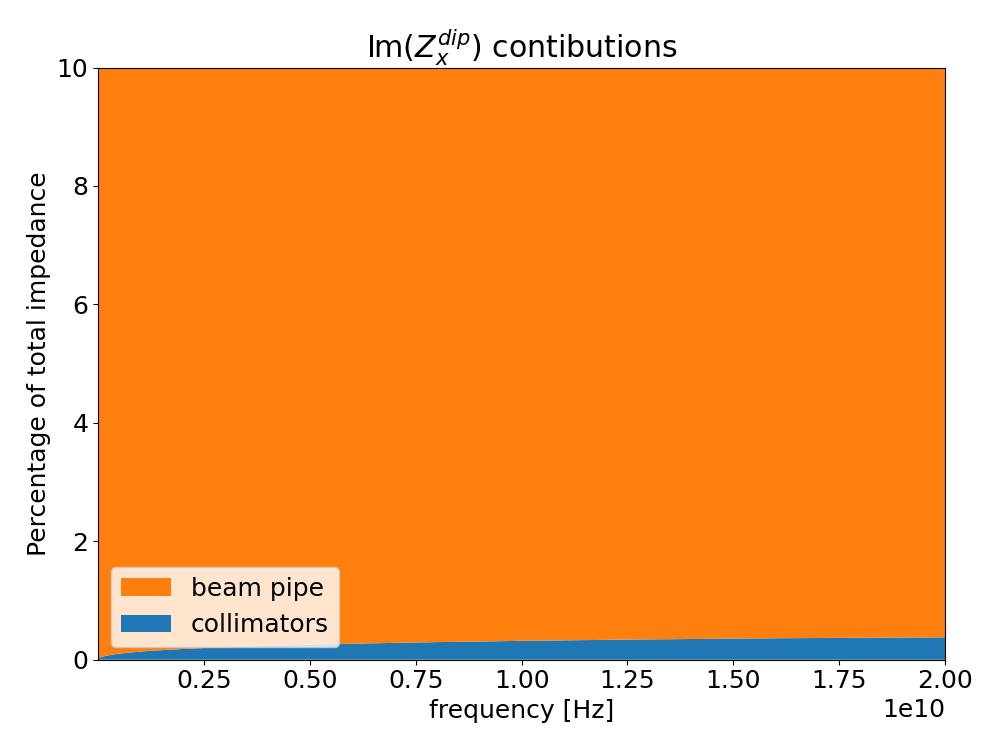 Im(Z_x^{dip}) contibutions
Percentage of total impedance
10
8
6
4
2
0
beam pipe
collimators
0.25 0.50 0.75 1.00 1.25 1.50 1.75 2.00
frequency [Hz]
1e10